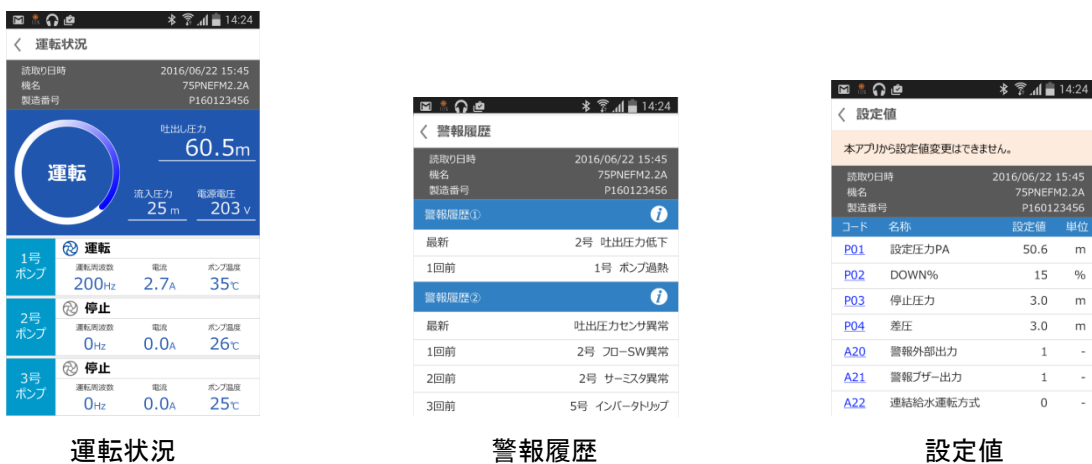 14:24
運転状況
読取り日時 2016/06/22 15:45
機名 75PNEFM2.2A
製造番号 P160123456
運転
吐出し圧力
60.5m
流入圧力 電源電圧
25 m 203 v
1号
ポンプ
運転
運転周波数 電流 ポンプ温度
200Hz 2.7A 35℃
2号
ポンプ
停止
運転周波数 電流 ポンプ温度
0Hz 0.0A 26℃
3号
ポンプ
停止
運転周波数 電流 ポンプ温度
0Hz 0.0A 25℃
運転状況
14:24
警報履歴
読取り日時 2016/06/22 15:45
機名 75PNEFM2.2A
製造番号 P160123456
警報履歴①
最新 2号 吐出圧力低下
1回前 1号 ポンプ過熱
警報履歴②
最新 吐出圧力センサ異常
1回前 2号 フローSW異常
2回前 2号 サーミスタ異常
3回前 5号 インバータトリップ
警報履歴
14:24
設定値
本アプリから設定値変更はできません。
読取り日時 2016/06/22 15:45
機名 75PNEFM2.2A
製造番号 P160123456
コード 名称 設定値 単位
P01 設定圧力PA 50.6 m
P02 DOWN% 15 %
P03 停止圧力 3.0 m
P04 差圧 3.0 m
A20 警報外部出力 1 -
A21 警報ブザー出力 1 -
A22 連結給水運転方式 0 -
設定値